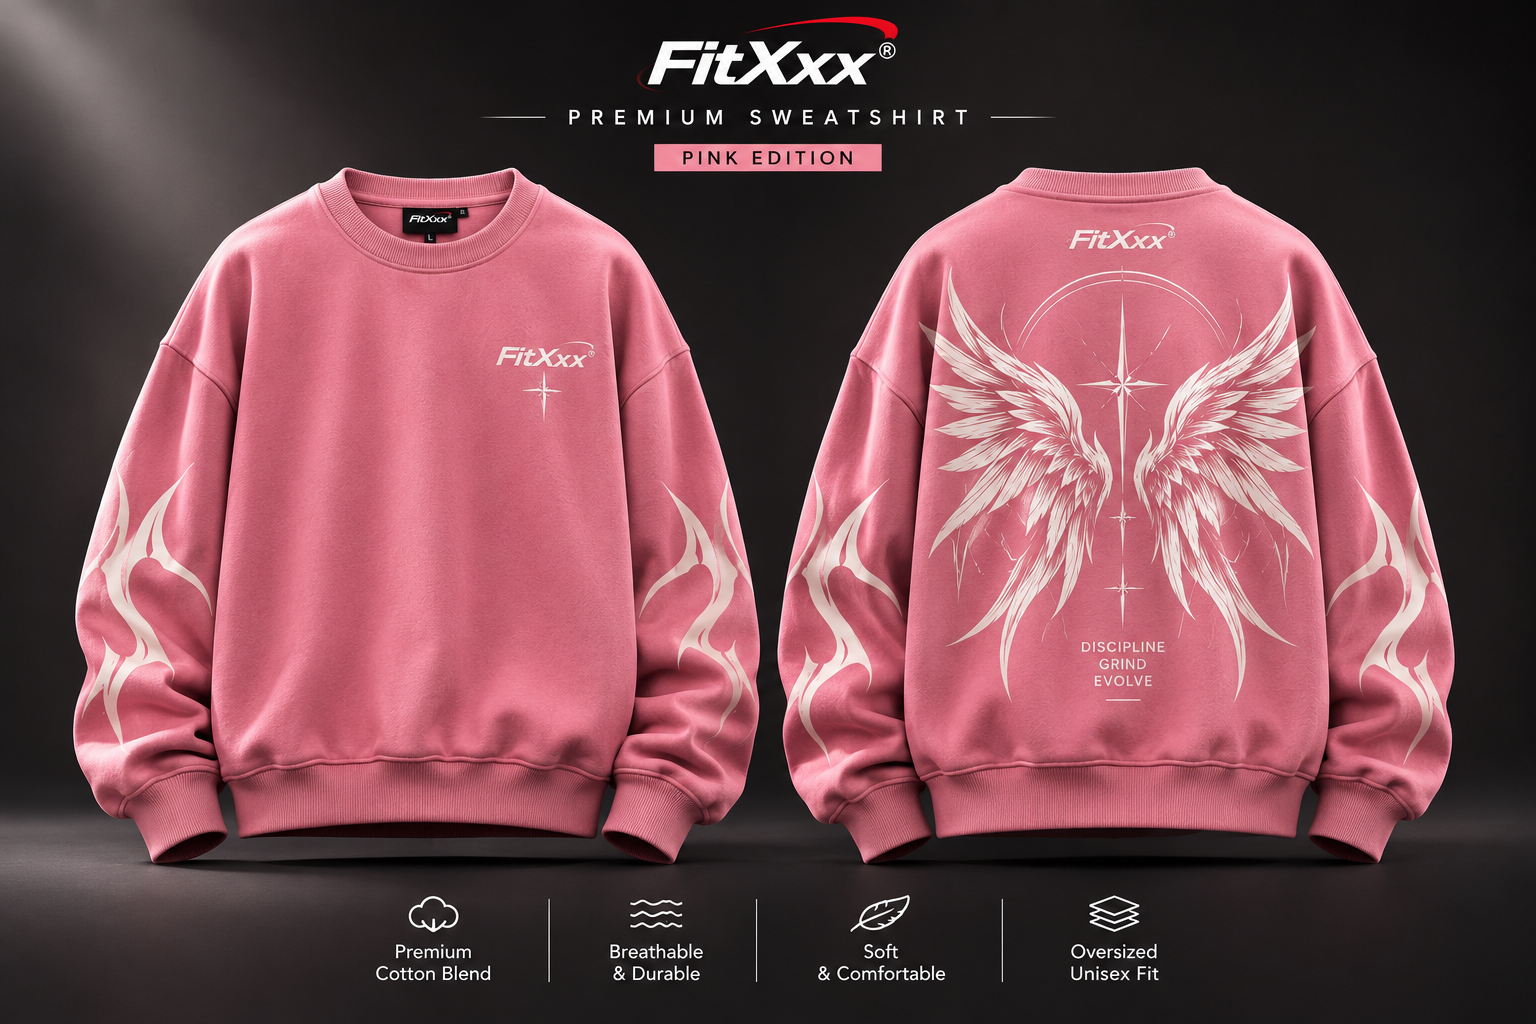 FitXxx®
PREMIUM SWEATSHIRT
PINK EDITION
FitXxx®
L
FitXxx®
FitXxx®
DISCIPLINE
GRIND
EVOLVE
Premium
Cotton Blend
Breathable
& Durable
Soft
& Comfortable
Oversized
Unisex Fit